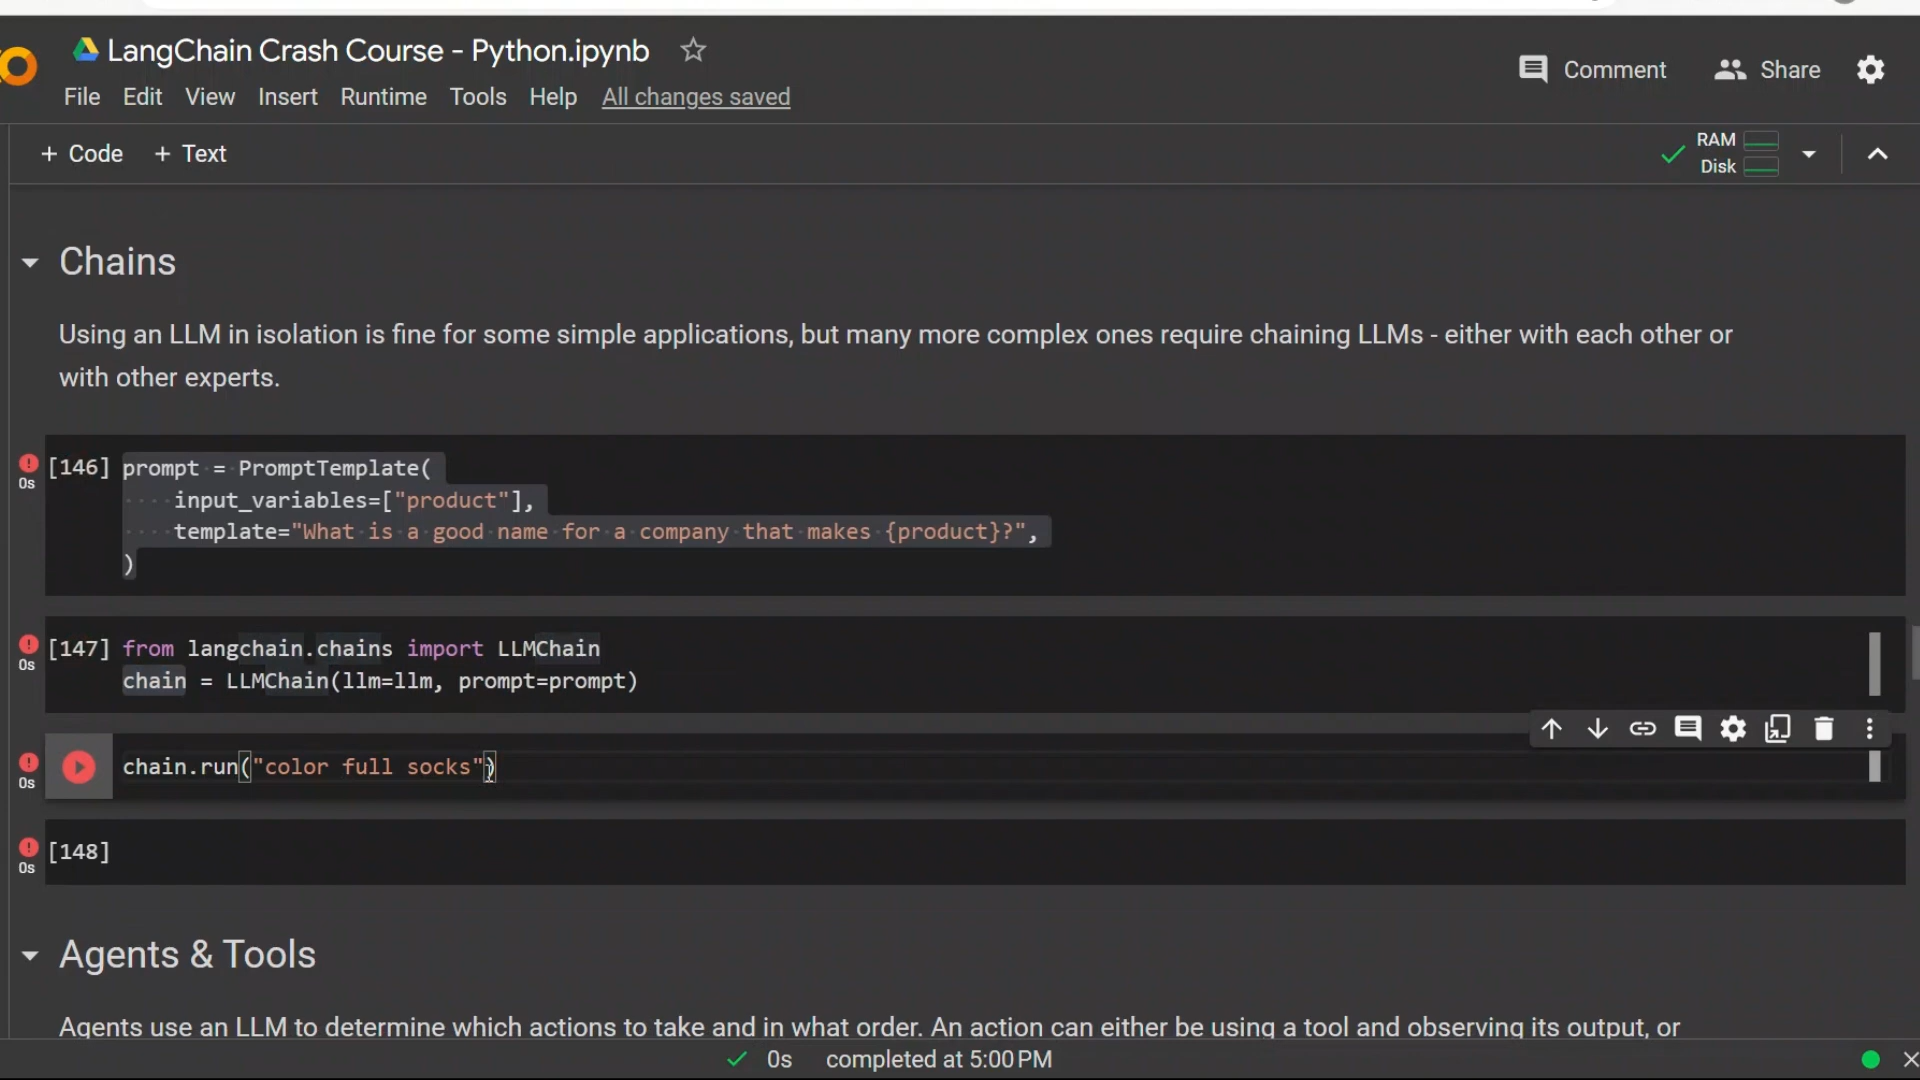 LangChain Crash Course - Python.ipynb
Comment
Share
File Edit View Insert Runtime Tools Help All changes saved
+ Code + Text
RAM
Disk
Chains
Using an LLM in isolation is fine for some simple applications, but many more complex ones require chaining LLMs - either with each other or
with other experts.
[146] prompt = PromptTemplate(
0s
input_variables=["product"],
template="What is a good name for a company that makes {product}?",
)
[147] from langchain.chains import LLMChain
0s
chain = LLMChain(llm=llm, prompt=prompt)
chain.run("color full socks")
0s
[148]
0s
Agents & Tools
Agents use an LLM to determine which actions to take and in what order. An action can either be using a tool and observing its output, or
0s completed at 5:00 PM